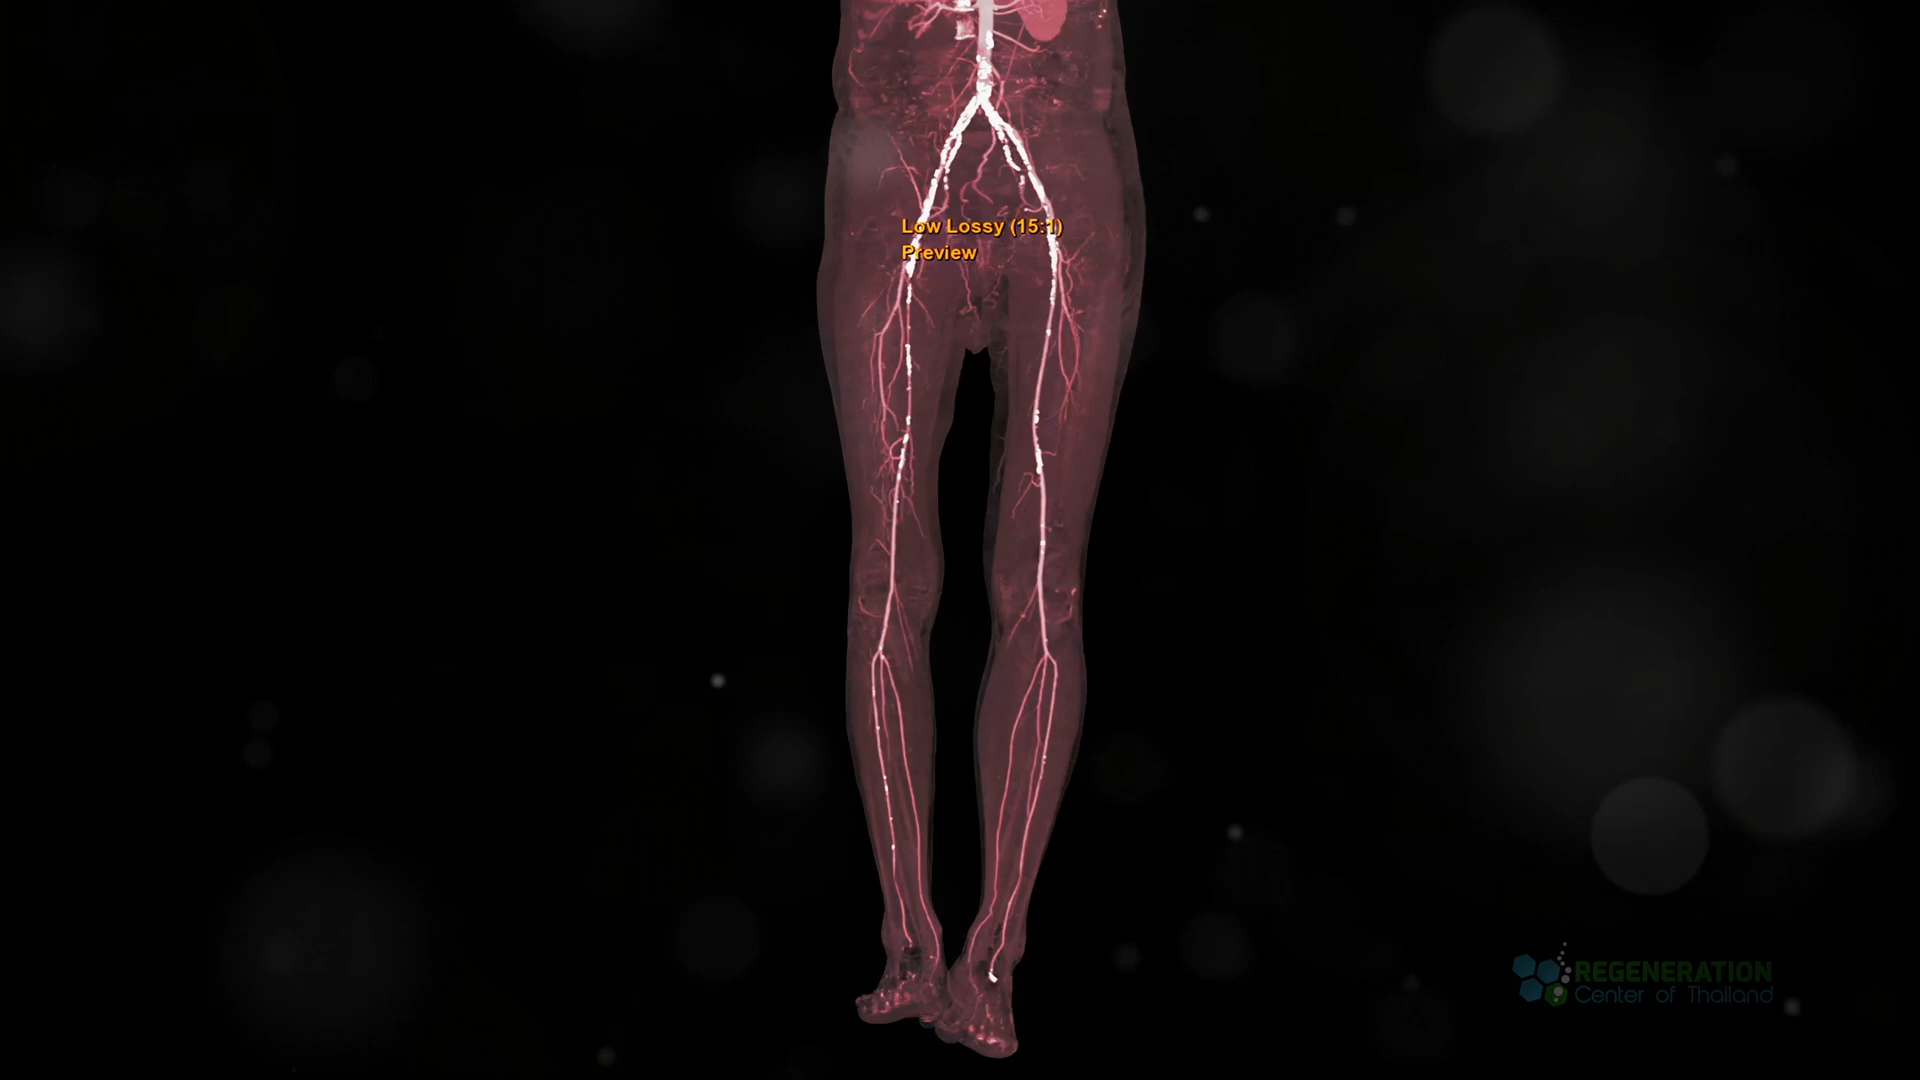 Low Lossy (15:1)
Preview
REGENERATION
Center of Thailand